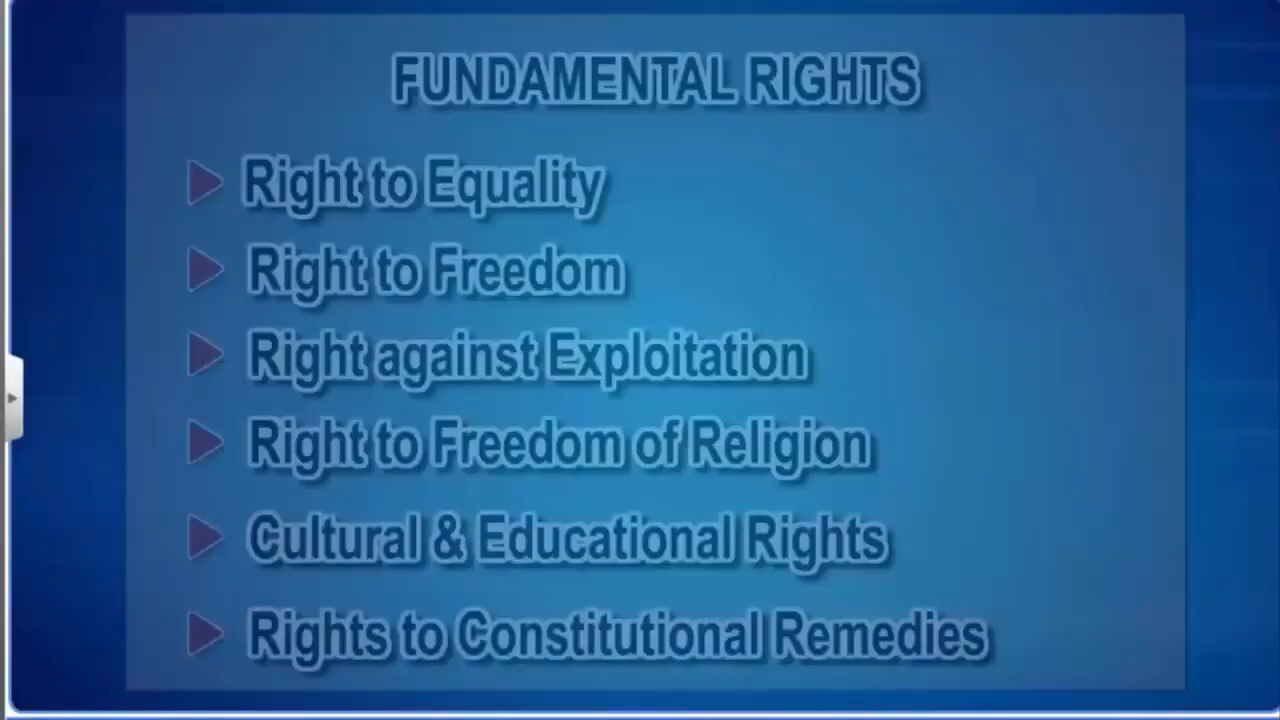 FUNDAMENTAL RIGHTS
Right to Equality
Right to Freedom
Right against Exploitation
Right to Freedom of Religion
Cultural & Educational Rights
Rights to Constitutional Remedies